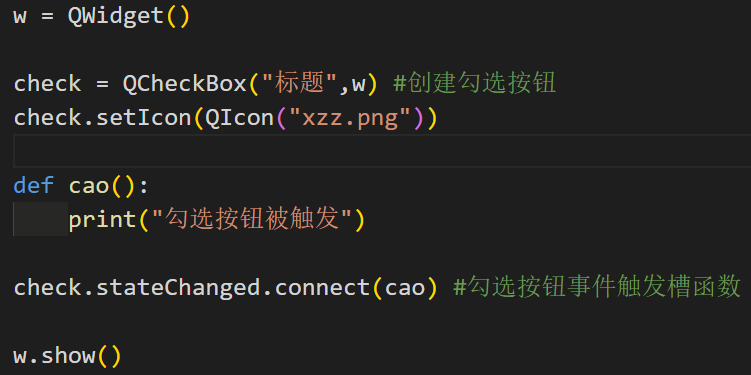 w = QWidget()
check = QCheckBox("标题",w) #创建勾选按钮
check.setIcon(QIcon("xzz.png"))
def cao():
    print("勾选按钮被触发")
check.stateChanged.connect(cao) #勾选按钮事件触发槽函数
w.show()